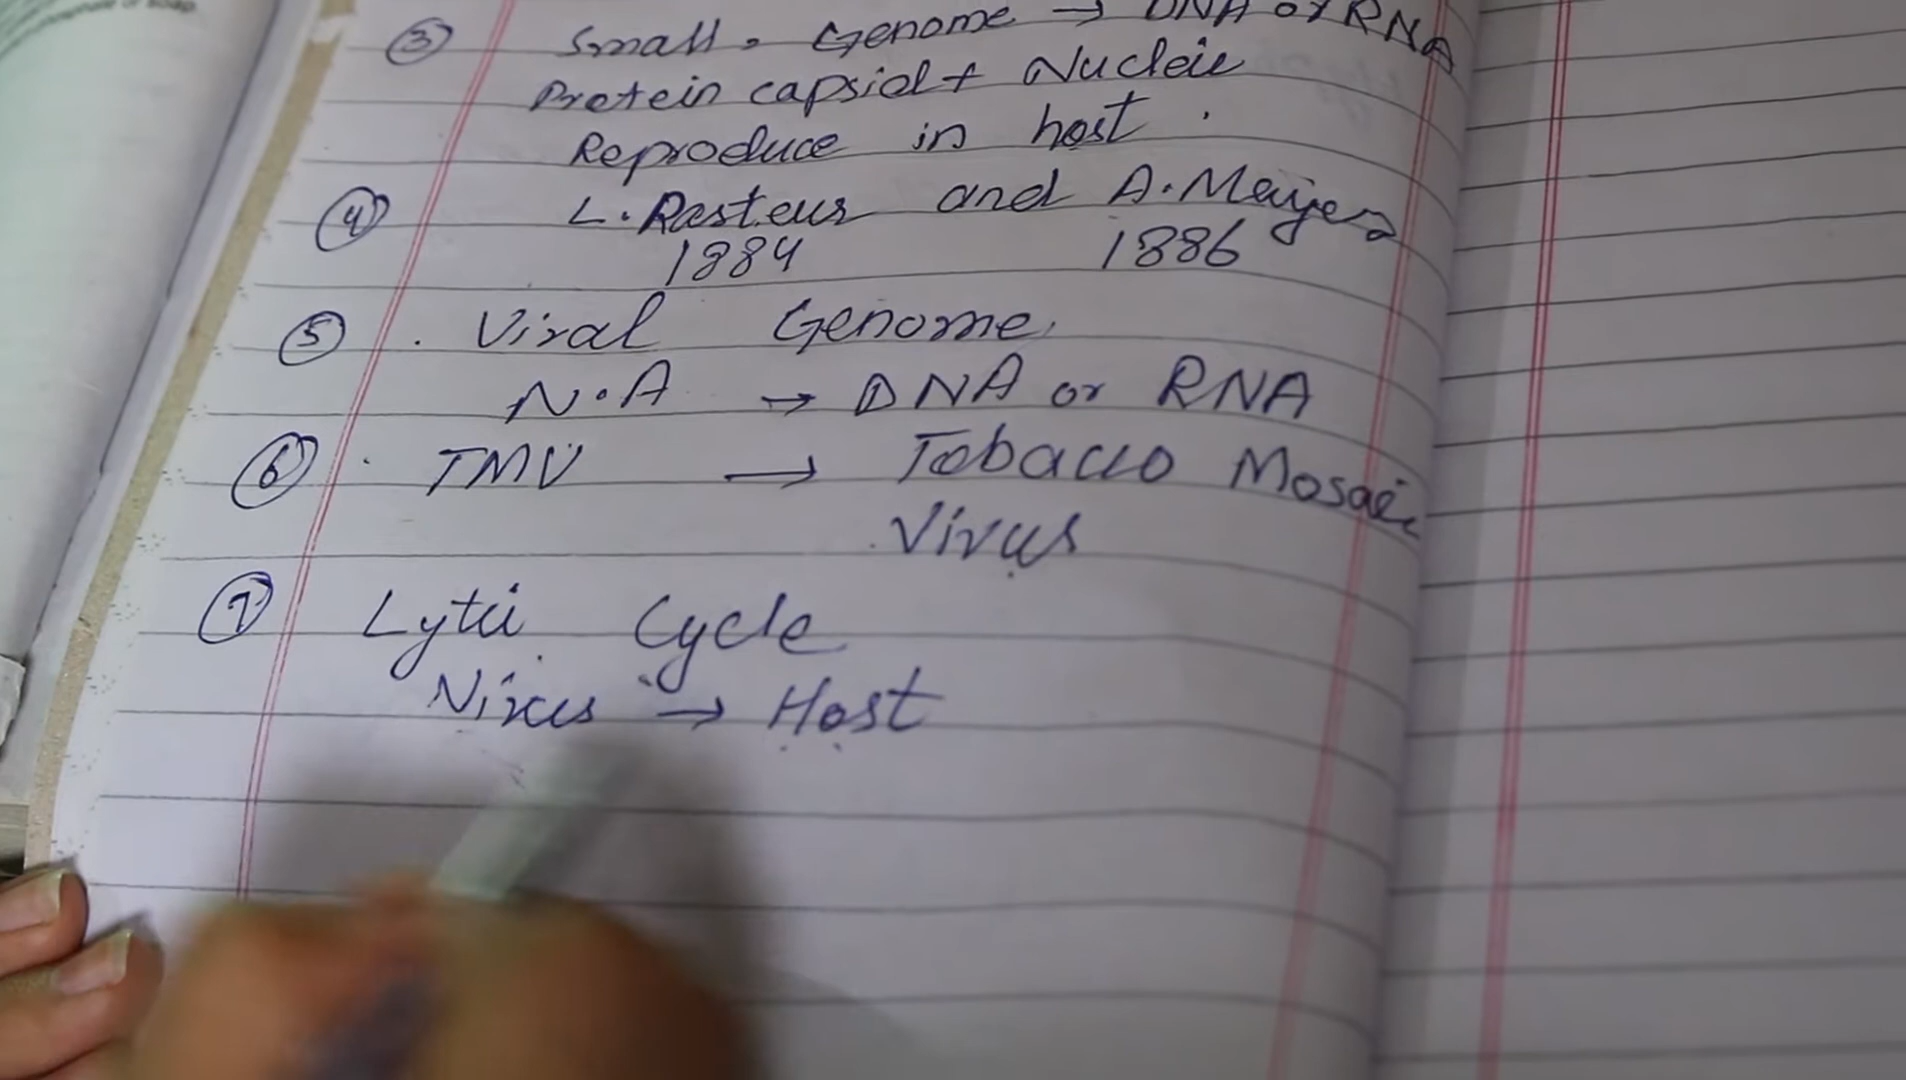 ③ Small . Genome → DNA or RNA
Protein capsid + Nucleic
Reproduce in host .
④ L. Pasteur and A. Meiyer
1884 1886
⑤ . Viral Genome
N.A → DNA or RNA
⑥ . TMV → Tobacco Mosaic
Virus
⑦ Lytic Cycle
Virus → Host